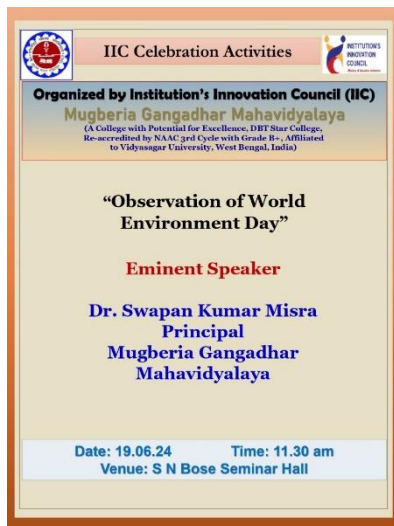 IIC Celebration Activities
INSTITUTION'S
INNOVATION
COUNCIL
Organized by Institution's Innovation Council (IIC)
Mugberia Gangadhar Mahavidyalaya
(A College with Potential for Excellence, DBT Star College,
Re-accredited by NAAC 3rd Cycle with Grade B+, Affiliated
to Vidyasagar University, West Bengal, India)
“Observation of World
Environment Day”
Eminent Speaker
Dr. Swapan Kumar Misra
Principal
Mugberia Gangadhar
Mahavidyalaya
Date: 19.06.24 Time: 11.30 am
Venue: S N Bose Seminar Hall